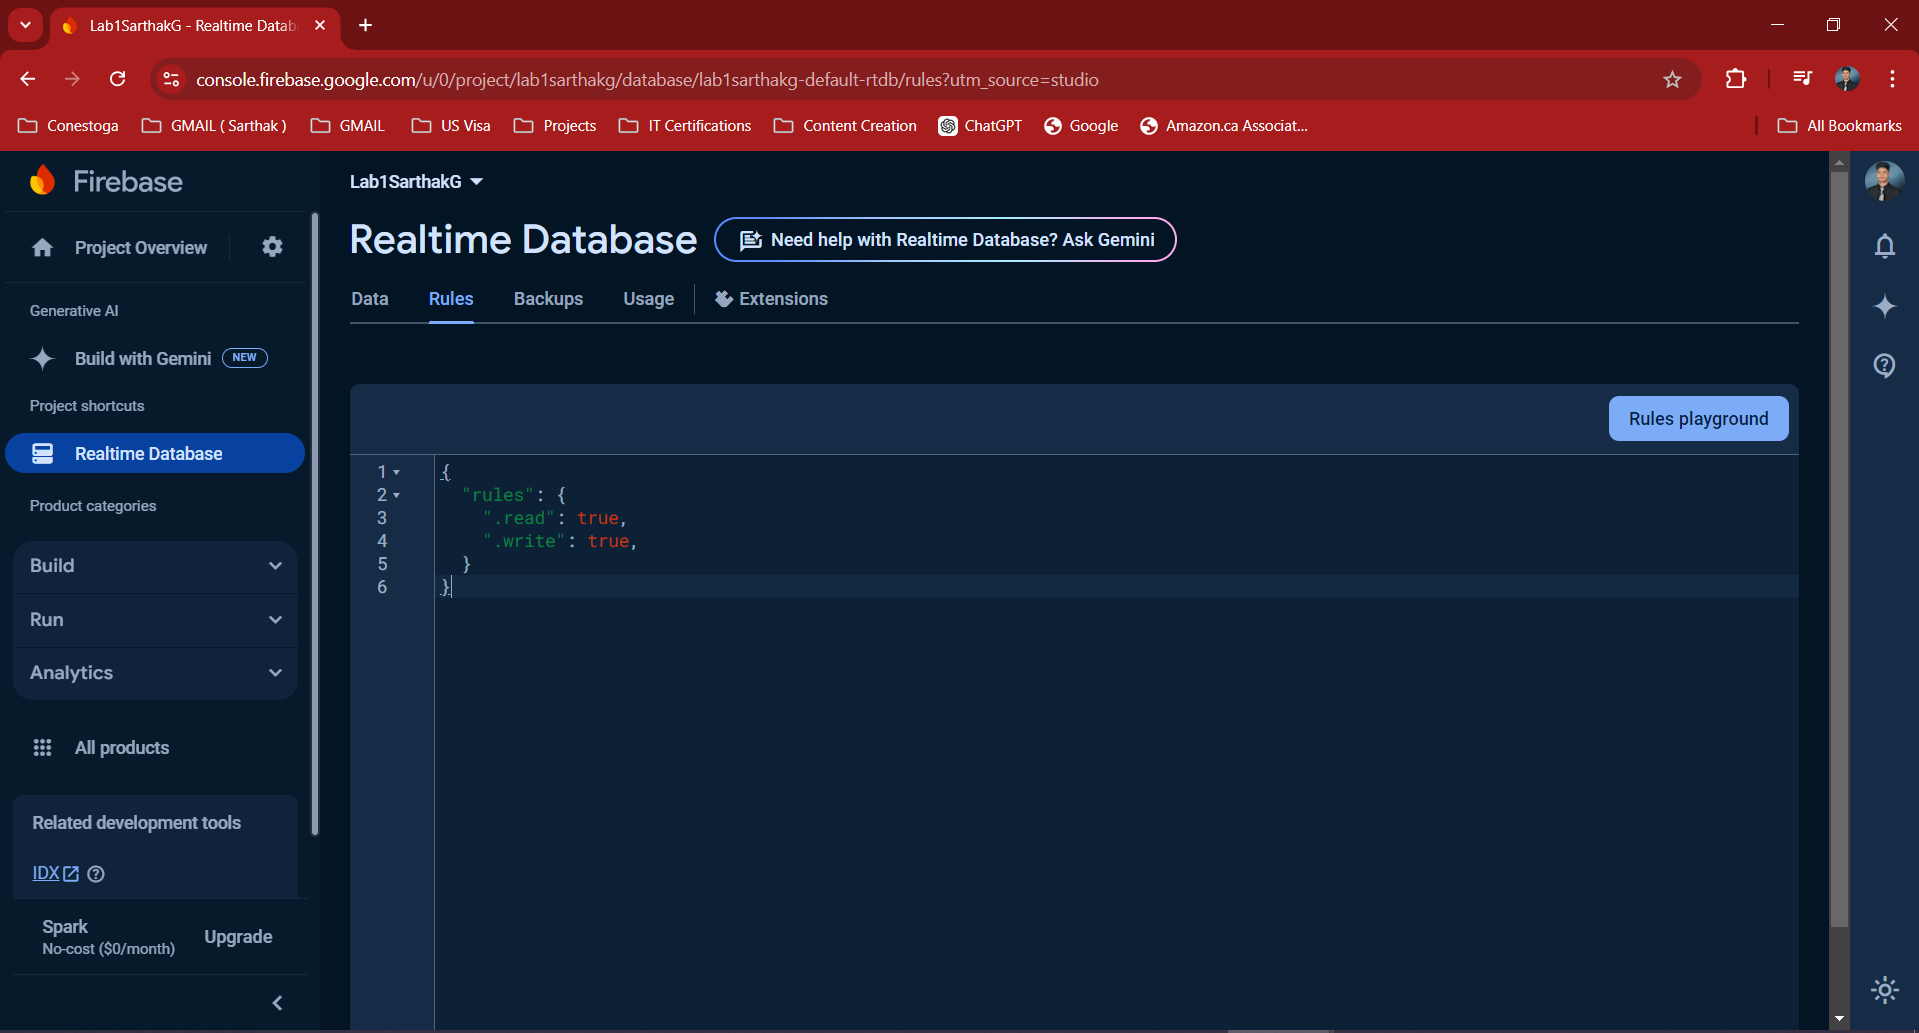 Lab1SarthakG - Realtime Datab
console.firebase.google.com/u/0/project/lab1sarthakg/database/lab1sarthakg-default-rtdb/rules?utm_source=studio
Conestoga GMAIL ( Sarthak ) GMAIL US Visa Projects IT Certifications Content Creation ChatGPT Google Amazon.ca Associat... All Bookmarks
Firebase
Project Overview
Generative AI
Build with Gemini NEW
Project shortcuts
Realtime Database
Product categories
Build
Run
Analytics
All products
Related development tools
IDX
Spark
No-cost ($0/month)
Upgrade
Lab1SarthakG
Realtime Database
Need help with Realtime Database? Ask Gemini
Data Rules Backups Usage Extensions
Rules playground
1 {
2 "rules": {
3 ".read": true,
4 ".write": true,
5 }
6 }